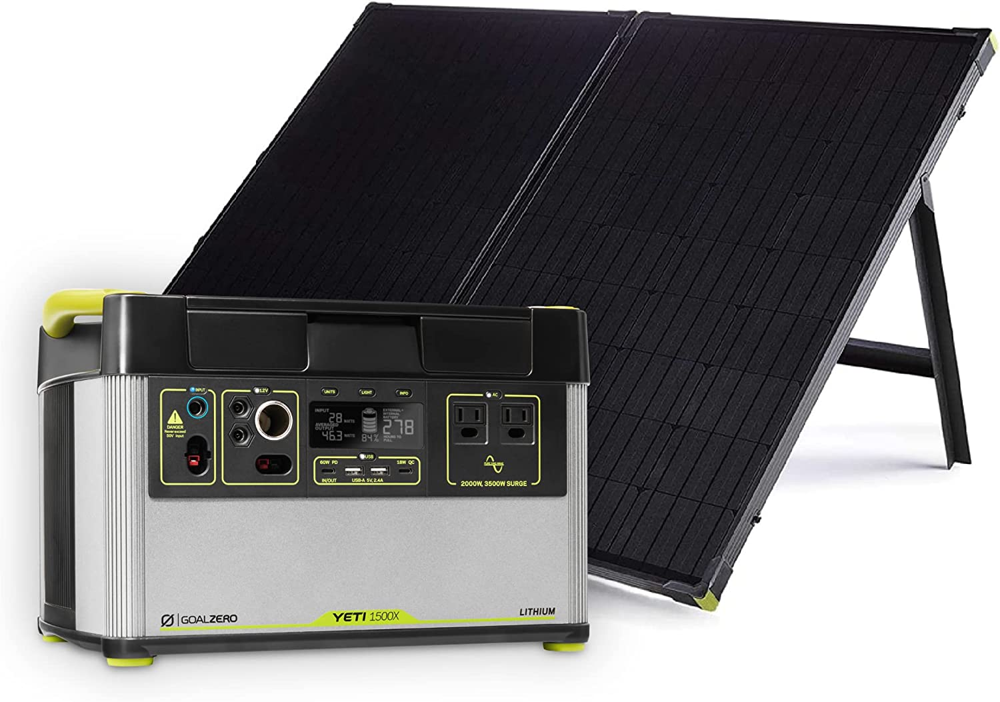 INPUT
DANGER
Never exceed
50V input
12V
UNITS
LIGHT
INFO
INPUT
28 WATTS
AVERAGED
OUTPUT
46.3 WATTS
84%
EXTERNAL+
INTERNAL
BATTERY
278
HOURS TO
FULL
USB
60W PD
18W QC
IN/OUT
USB-A 5V, 2.4A
AC
PURE SINE WAVE
2000W, 3500W SURGE
GOALZERO
YETI 1500X
LITHIUM